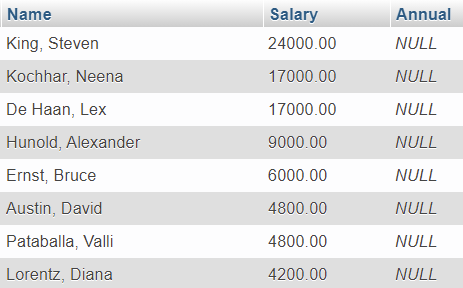 Name Salary Annual
King, Steven 24000.00 NULL
Kochhar, Neena 17000.00 NULL
De Haan, Lex 17000.00 NULL
Hunold, Alexander 9000.00 NULL
Ernst, Bruce 6000.00 NULL
Austin, David 4800.00 NULL
Pataballa, Valli 4800.00 NULL
Lorentz, Diana 4200.00 NULL